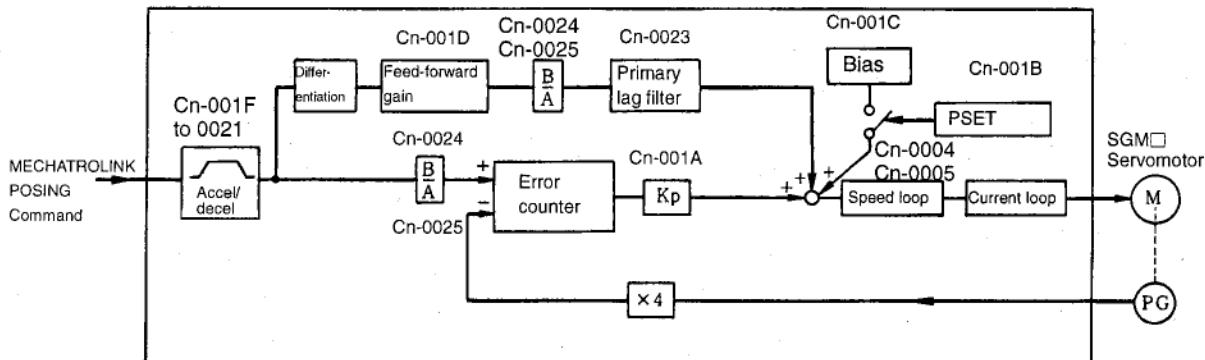 Cn-001C
Cn-0024
Cn-0025
Cn-0023
Cn-001D
Bias
Cn-001B
Differ-
entiation
Feed-forward
gain
B
A
Primary
lag filter
Cn-001F
to 0021
PSET
Cn-0024
SGM□
Servomotor
MECHATROLINK
POSING
Command
Accel/
decel
B
A
+
−
Error
counter
Cn-001A
Kp
+
+
+
Cn-0004
Cn-0005
Speed loop
Current loop
M
Cn-0025
×4
PG